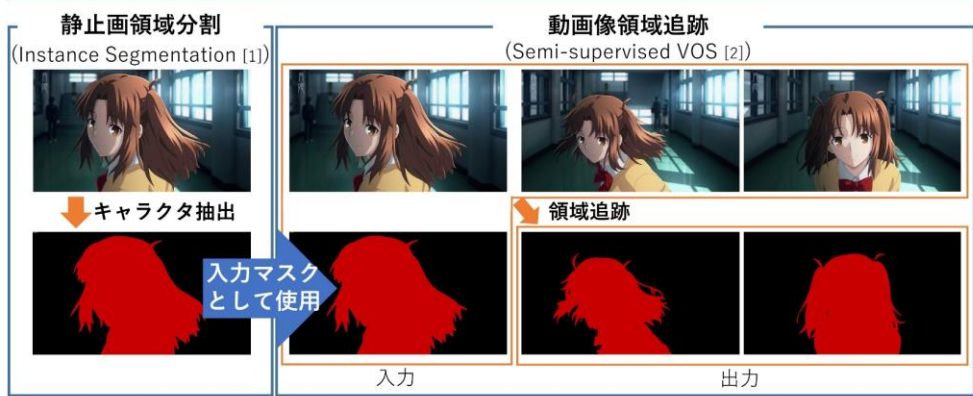 静止画領域分割
(Instance Segmentation [1])
キャラクタ抽出
入力マスク
として使用
動画像領域追跡
(Semi-supervised VOS [2])
領域追跡
入力
出力